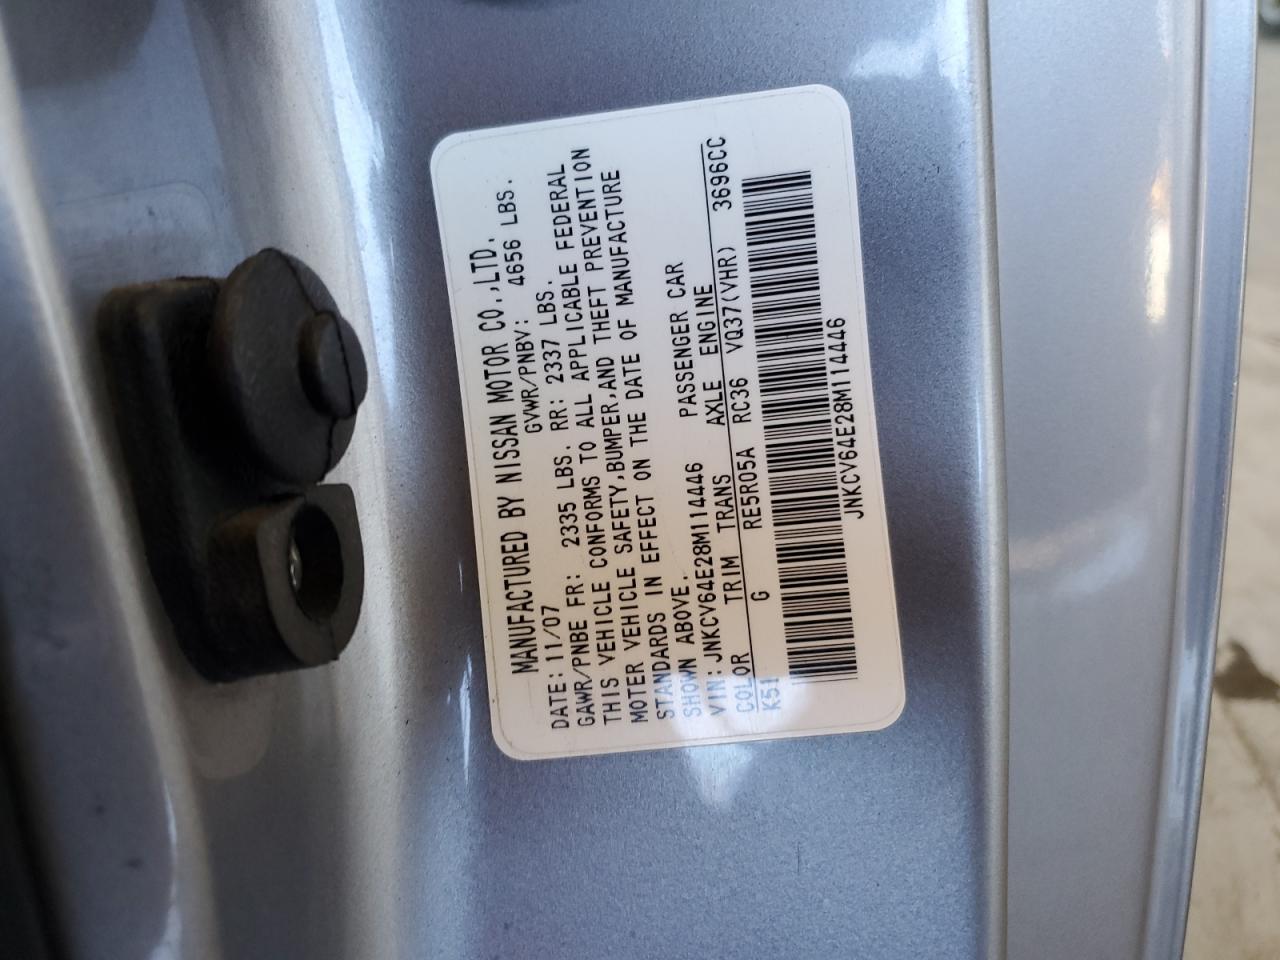 MANUFACTURED BY NISSAN MOTOR CO.,LTD.
DATE: 11/07 GVWR/PNBV: 4656 LBS.
GAWR/PNBE FR: 2335 LBS. RR: 2337 LBS.
THIS VEHICLE CONFORMS TO ALL APPLICABLE FEDERAL
MOTER VEHICLE SAFETY,BUMPER,AND THEFT PREVENTION
STANDARDS IN EFFECT ON THE DATE OF MANUFACTURE
SHOWN ABOVE.
VIN: JNKCV64E28M114446 PASSENGER CAR
COLOR TRIM TRANS AXLE ENGINE
K51 G RE5R05A RC36 VQ37(VHR) 3696CC
JNKCV64E28M114446